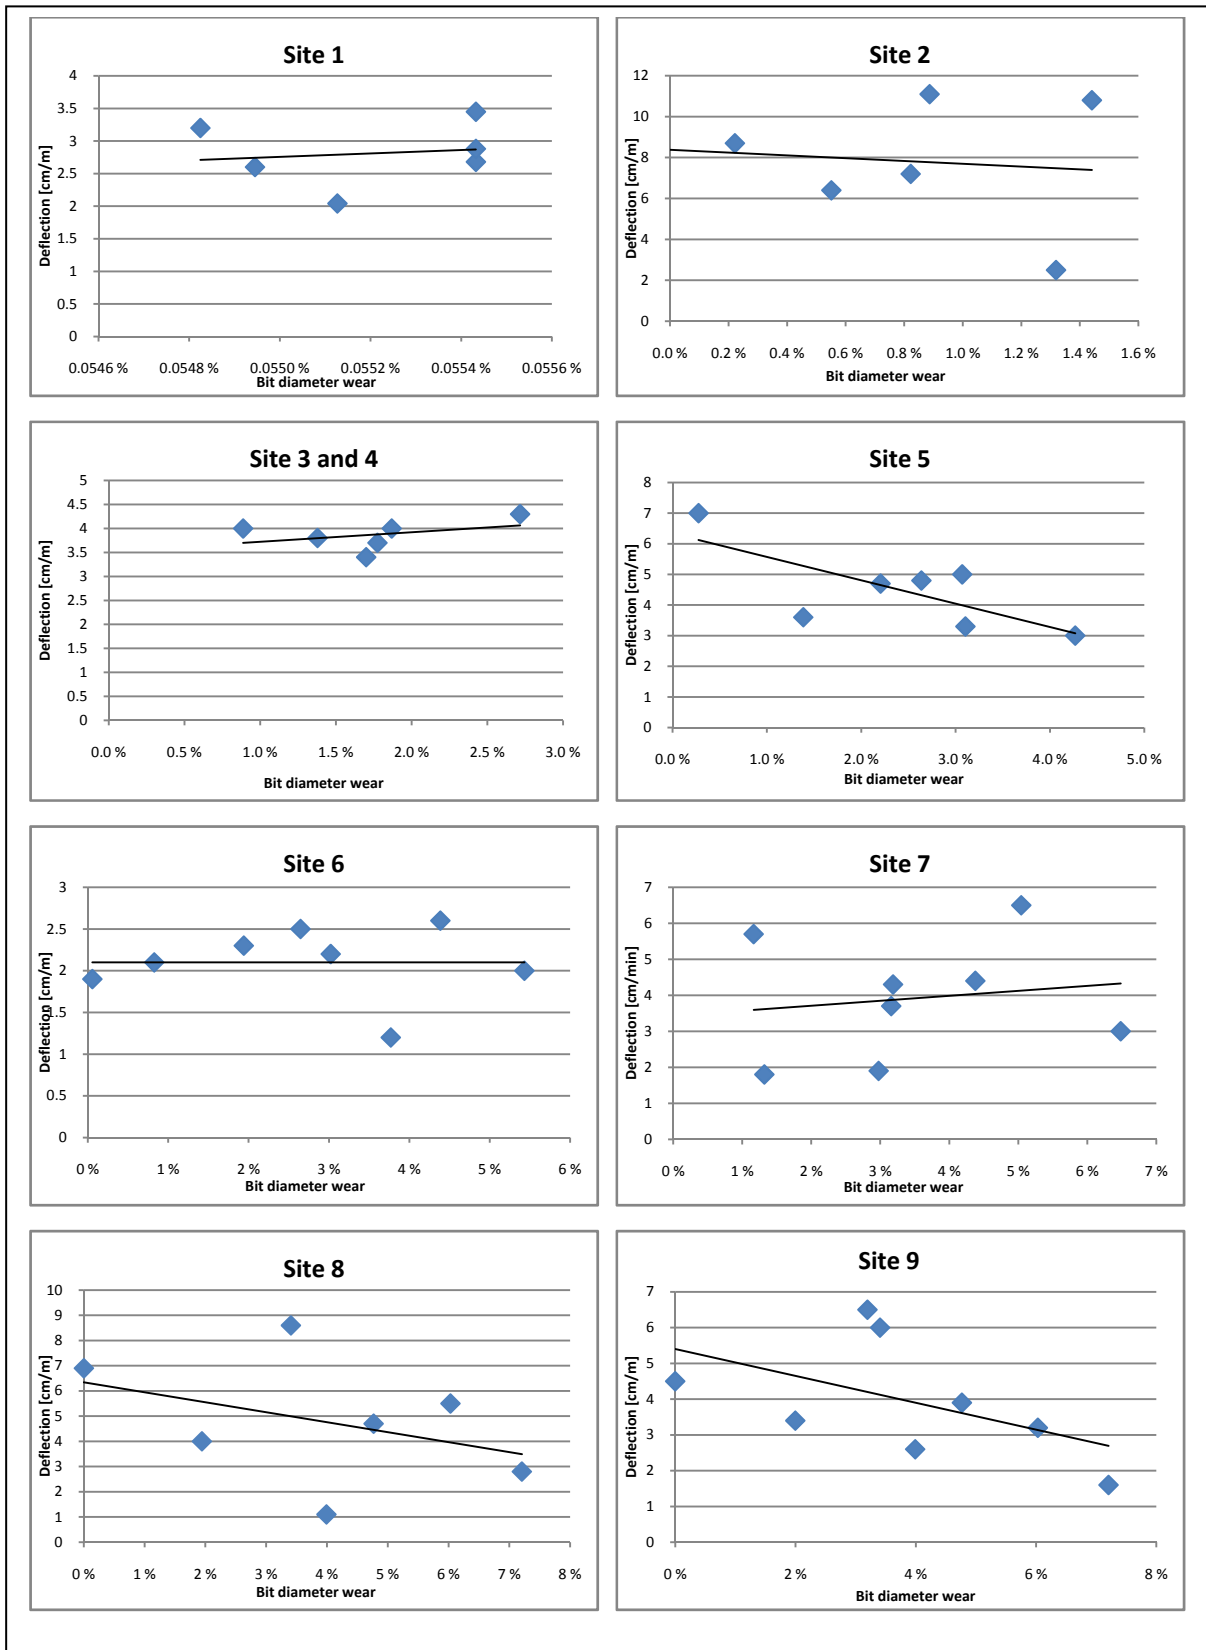 Site 1
Deflection [cm/m]
4
3.5
3
2.5
2
1.5
1
0.5
0
0.0546 % 0.0548 % 0.0550 % 0.0552 % 0.0554 % 0.0556 %
Bit diameter wear
Site 2
Deflection [cm/m]
12
10
8
6
4
2
0
0.0 % 0.2 % 0.4 % 0.6 % 0.8 % 1.0 % 1.2 % 1.4 % 1.6 %
Bit diameter wear
Site 3 and 4
Deflection [cm/m]
5
4.5
4
3.5
3
2.5
2
1.5
1
0.5
0
0.0 % 0.5 % 1.0 % 1.5 % 2.0 % 2.5 % 3.0 %
Bit diameter wear
Site 5
Deflection [cm/m]
8
7
6
5
4
3
2
1
0
0.0 % 1.0 % 2.0 % 3.0 % 4.0 % 5.0 %
Bit diameter wear
Site 6
Deflection [cm/m]
3
2.5
2
1.5
1
0.5
0
0 % 1 % 2 % 3 % 4 % 5 % 6 %
Bit diameter wear
Site 7
Deflection [cm/min]
7
6
5
4
3
2
1
0
0 % 1 % 2 % 3 % 4 % 5 % 6 % 7 %
Bit diameter wear
Site 8
Deflection [cm/m]
10
9
8
7
6
5
4
3
2
1
0
0 % 1 % 2 % 3 % 4 % 5 % 6 % 7 % 8 %
Bit diameter wear
Site 9
Deflection [cm/m]
7
6
5
4
3
2
1
0
0 % 2 % 4 % 6 % 8 %
Bit diameter wear